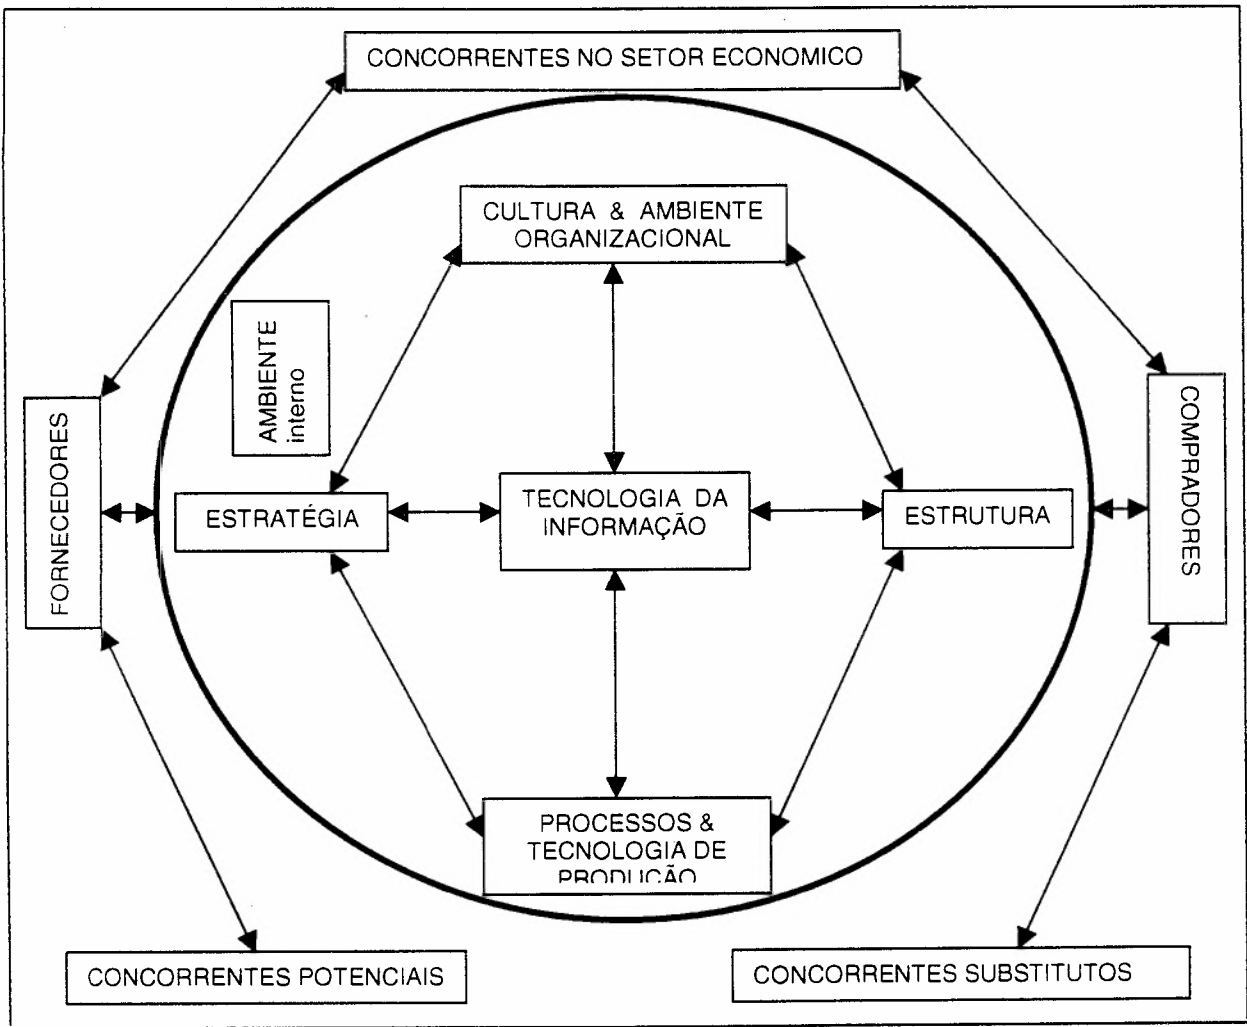 CONCORRENTES NO SETOR ECONOMICO
CULTURA & AMBIENTE
ORGANIZACIONAL
AMBIENTE
interno
FORNECEDORES
COMPRADORES
ESTRATÉGIA
TECNOLOGIA DA
INFORMAÇÃO
ESTRUTURA
PROCESSOS &
TECNOLOGIA DE
PRODUÇÃO
CONCORRENTES POTENCIAIS
CONCORRENTES SUBSTITUTOS